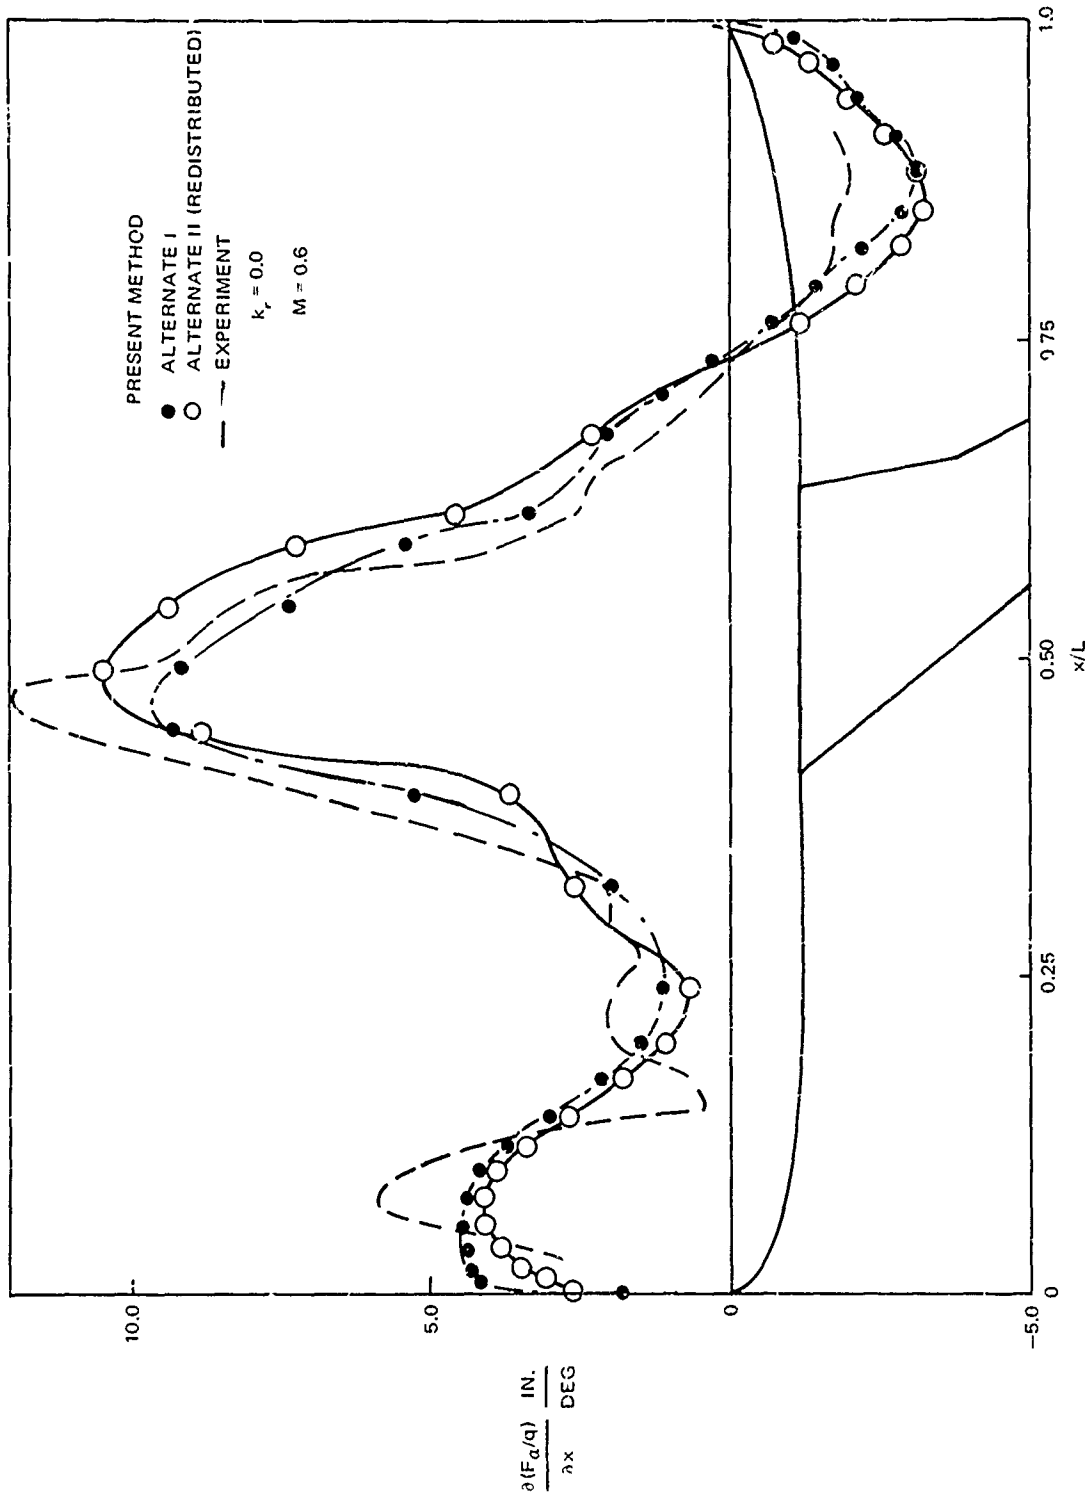 PRESENT METHOD
● ALTERNATE I
○ ALTERNATE II (REDISTRIBUTED)
— — EXPERIMENT
k_r = 0.0
M = 0.6
∂(Fα/q) IN.
∂x DEG
10.0
5.0
0
-5.0
0
0.25
0.50
0.75
1.0
x/L